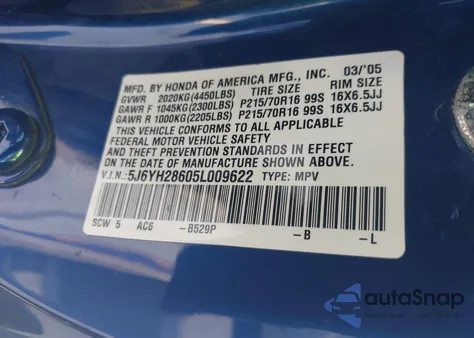 MFD. BY HONDA OF AMERICA MFG., INC. 03/'05
GVWR 2020KG(4450LBS) TIRE SIZE RIM SIZE
GAWR F 1045KG(2300LBS) P215/70R16 99S 16X6.5JJ
GAWR R 1000KG(2205LBS) P215/70R16 99S 16X6.5JJ
THIS VEHICLE CONFORMS TO ALL APPLICABLE
FEDERAL MOTOR VEHICLE SAFETY
AND THEFT PREVENTION STANDARDS IN EFFECT ON
THE DATE OF MANUFACTURE SHOWN ABOVE.
V.I.N: 5J6YH28605L009622 TYPE: MPV
SCW 5 AC6 -B529P -B -L
autoSnap